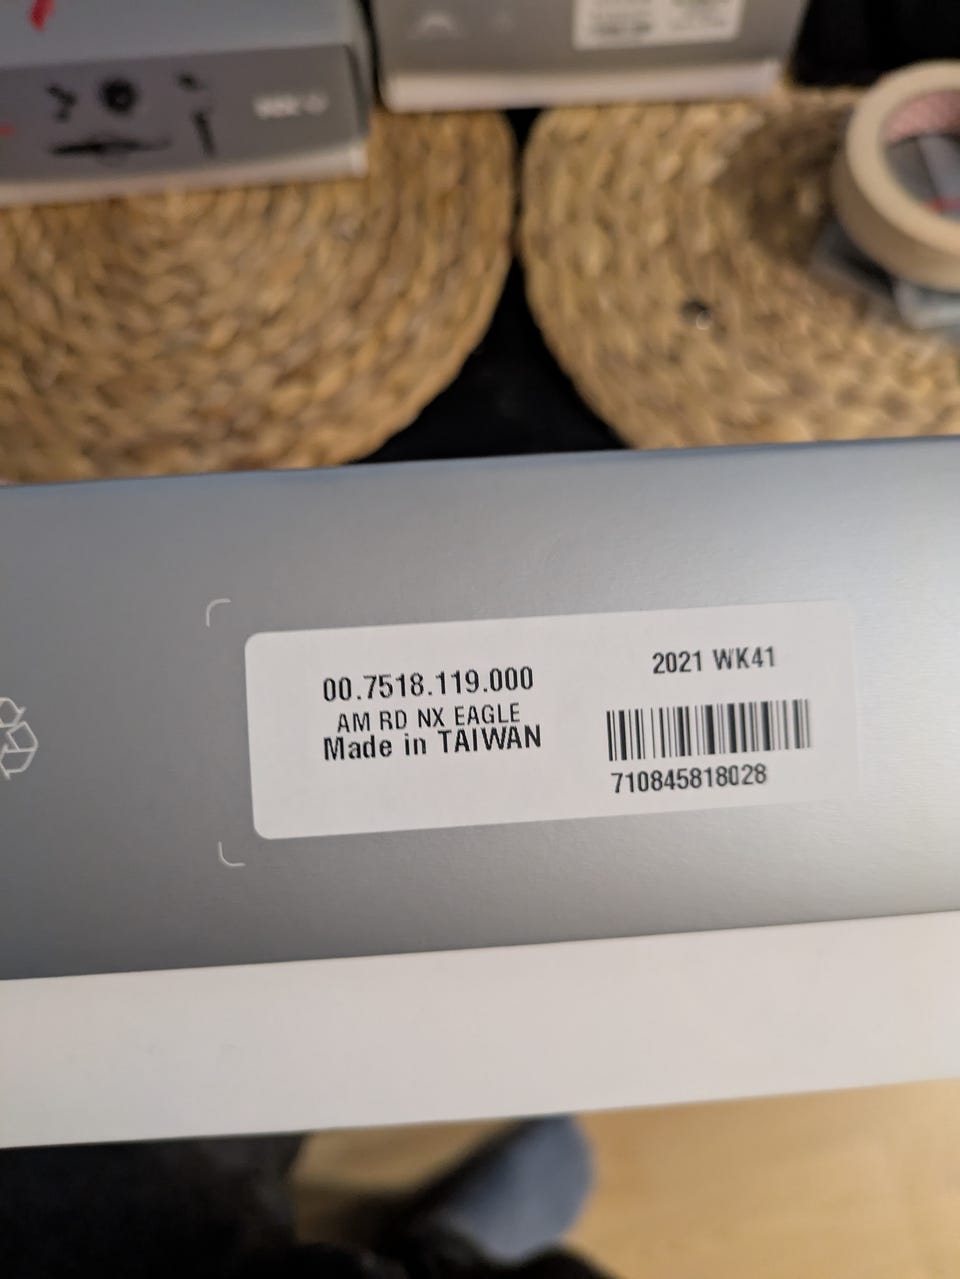 00.7518.119.000
AM RD NX EAGLE
Made in TAIWAN
2021 WK41
710845818028